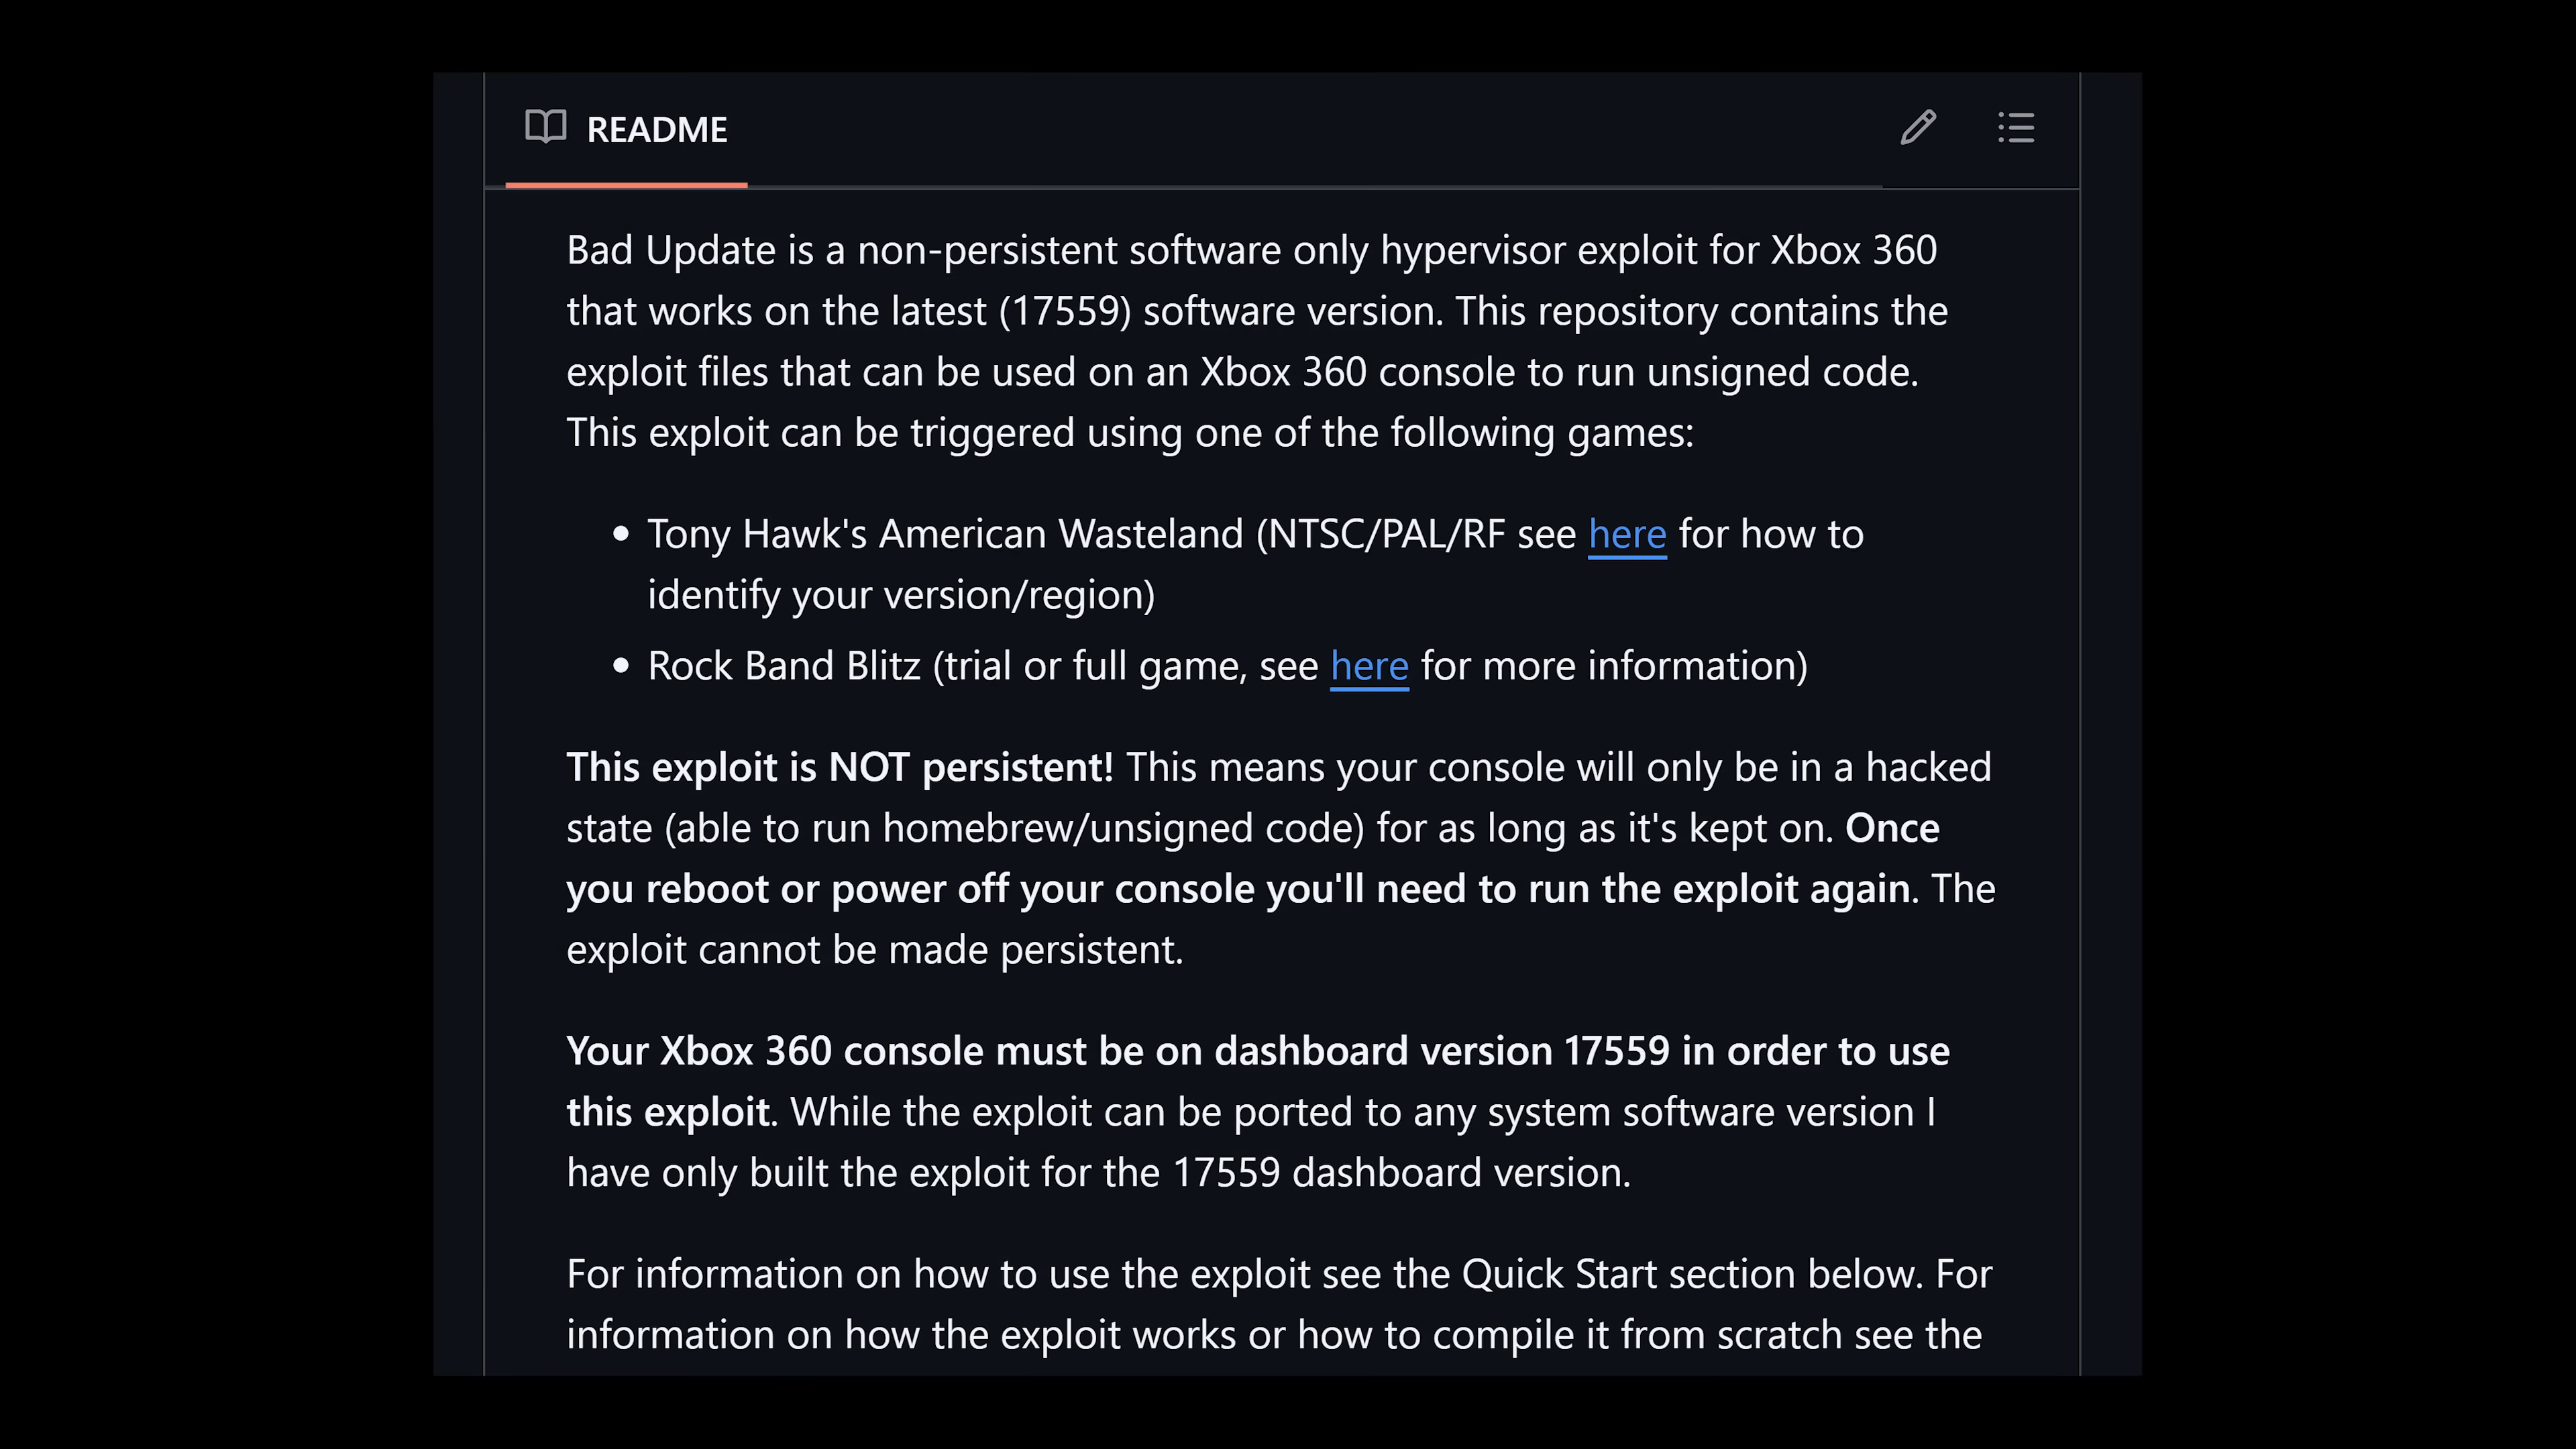 README
Bad Update is a non-persistent software only hypervisor exploit for Xbox 360
that works on the latest (17559) software version. This repository contains the
exploit files that can be used on an Xbox 360 console to run unsigned code.
This exploit can be triggered using one of the following games:
• Tony Hawk's American Wasteland (NTSC/PAL/RF see here for how to
identify your version/region)
• Rock Band Blitz (trial or full game, see here for more information)
This exploit is NOT persistent! This means your console will only be in a hacked
state (able to run homebrew/unsigned code) for as long as it's kept on. Once
you reboot or power off your console you'll need to run the exploit again. The
exploit cannot be made persistent.
Your Xbox 360 console must be on dashboard version 17559 in order to use
this exploit. While the exploit can be ported to any system software version I
have only built the exploit for the 17559 dashboard version.
For information on how to use the exploit see the Quick Start section below. For
information on how the exploit works or how to compile it from scratch see the